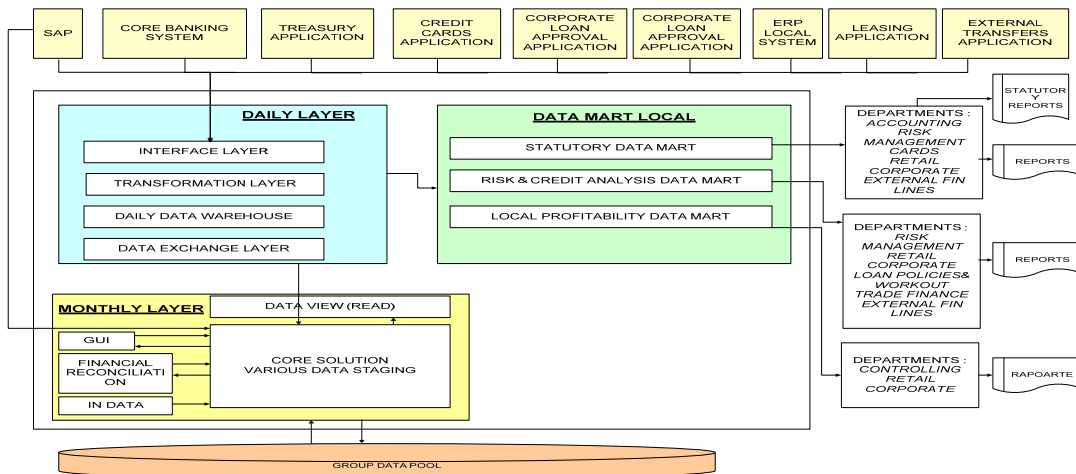 SAP
CORE BANKING
SYSTEM
TREASURY
APPLICATION
CREDIT
CARDS
APPLICATION
CORPORATE
LOAN
APPROVAL
APPLICATION
CORPORATE
LOAN
APPROVAL
APPLICATION
ERP
LOCAL
SYSTEM
LEASING
APPLICATION
EXTERNAL
TRANSFERS
APPLICATION
DAILY LAYER
INTERFACE LAYER
TRANSFORMATION LAYER
DAILY DATA WAREHOUSE
DATA EXCHANGE LAYER
DATA MART LOCAL
STATUTORY DATA MART
RISK & CREDIT ANALYSIS DATA MART
LOCAL PROFITABILITY DATA MART
DEPARTMENTS :
ACCOUNTING
RISK
MANAGEMENT
CARDS
RETAIL
CORPORATE
EXTERNAL FIN
LINES
STATUTOR
Y
REPORTS
REPORTS
DEPARTMENTS :
RISK
MANAGEMENT
RETAIL
CORPORATE
LOAN POLICIES&
WORKOUT
TRADE FINANCE
EXTERNAL FIN
LINES
REPORTS
DEPARTMENTS :
CONTROLLING
RETAIL
CORPORATE
RAPOARTE
MONTHLY LAYER
DATA VIEW (READ)
GUI
FINANCIAL
RECONCILIATI
ON
IN DATA
CORE SOLUTION
VARIOUS DATA STAGING
GROUP DATA POOL